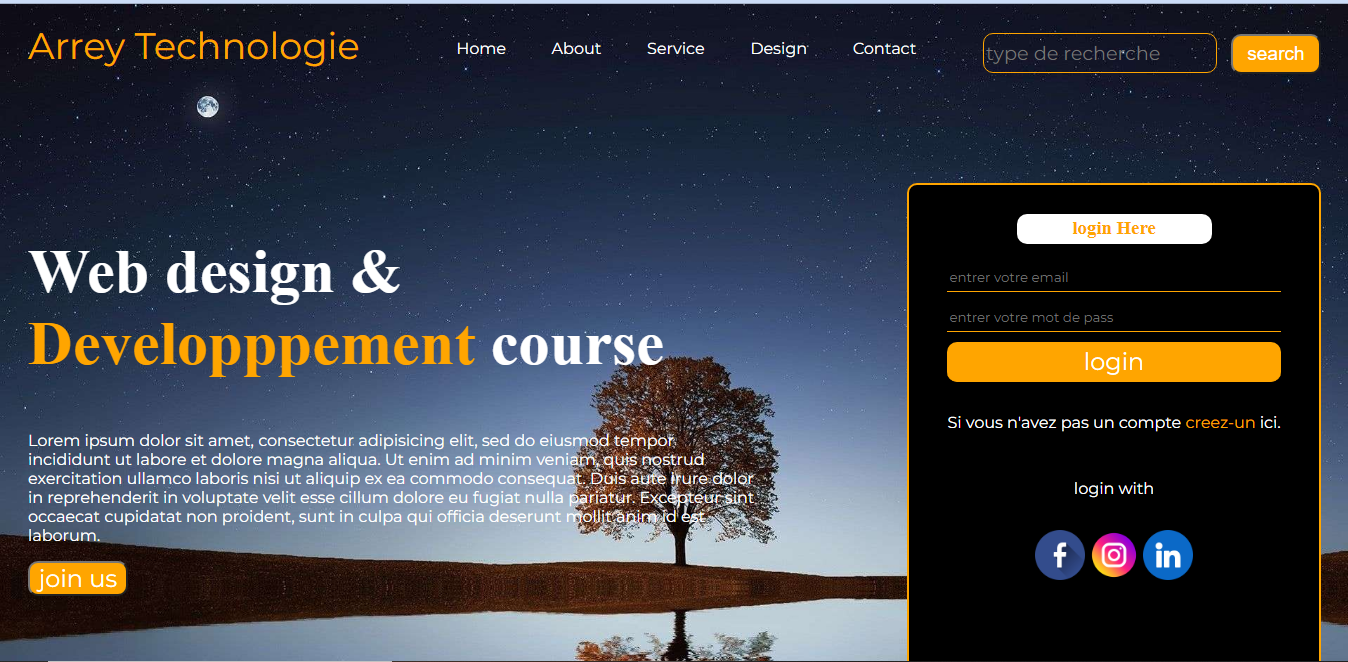 Arrey Technologie
Home About Service Design Contact
type de recherche
search
Web design &
Developppement course
Lorem ipsum dolor sit amet, consectetur adipisicing elit, sed do eiusmod tempor
incididunt ut labore et dolore magna aliqua. Ut enim ad minim veniam, quis nostrud
exercitation ullamco laboris nisi ut aliquip ex ea commodo consequat. Duis aute irure dolor
in reprehenderit in voluptate velit esse cillum dolore eu fugiat nulla pariatur. Excepteur sint
occaecat cupidatat non proident, sunt in culpa qui officia deserunt mollit anim id est
laborum.
join us
login Here
entrer votre email
entrer votre mot de pass
login
Si vous n'avez pas un compte creez-un ici.
login with
f
in